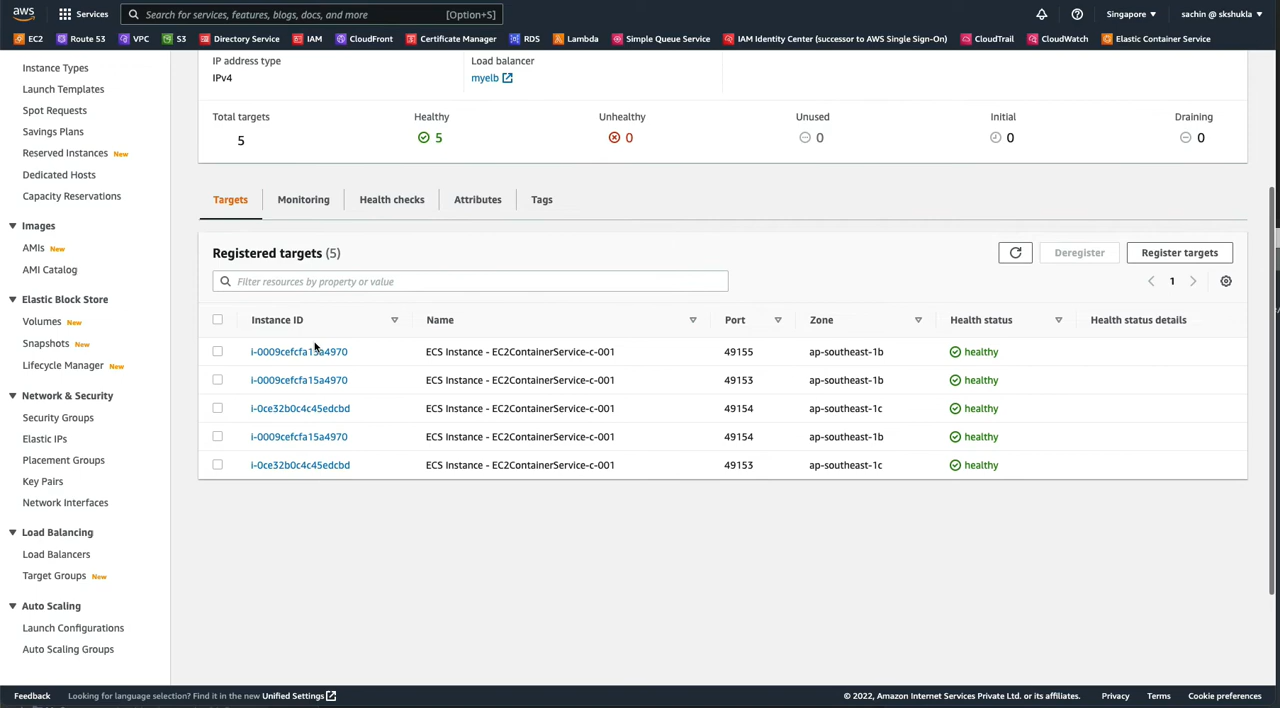 aws Services Search for services, features, blogs, docs, and more [Option+S] Singapore sachin @ skshukla
EC2 Route 53 VPC S3 Directory Service IAM CloudFront Certificate Manager RDS Lambda Simple Queue Service IAM Identity Center (successor to AWS Single Sign-On) CloudTrail CloudWatch Elastic Container Service
Instance Types
Launch Templates
Spot Requests
Savings Plans
Reserved Instances New
Dedicated Hosts
Capacity Reservations
Images
AMIs New
AMI Catalog
Elastic Block Store
Volumes New
Snapshots New
Lifecycle Manager New
Network & Security
Security Groups
Elastic IPs
Placement Groups
Key Pairs
Network Interfaces
Load Balancing
Load Balancers
Target Groups New
Auto Scaling
Launch Configurations
Auto Scaling Groups
IP address type Load balancer
IPv4 myelb
Total targets Healthy Unhealthy Unused Initial Draining
5 5 0 0 0 0
Targets Monitoring Health checks Attributes Tags
Registered targets (5) Deregister Register targets
Filter resources by property or value 1
Instance ID Name Port Zone Health status Health status details
i-0009cefcfa15a4970 ECS Instance - EC2ContainerService-c-001 49155 ap-southeast-1b healthy
i-0009cefcfa15a4970 ECS Instance - EC2ContainerService-c-001 49153 ap-southeast-1b healthy
i-0ce32b0c4c45edcbd ECS Instance - EC2ContainerService-c-001 49154 ap-southeast-1c healthy
i-0009cefcfa15a4970 ECS Instance - EC2ContainerService-c-001 49154 ap-southeast-1b healthy
i-0ce32b0c4c45edcbd ECS Instance - EC2ContainerService-c-001 49153 ap-southeast-1c healthy
Feedback Looking for language selection? Find it in the new Unified Settings © 2022, Amazon Internet Services Private Ltd. or its affiliates. Privacy Terms Cookie preferences